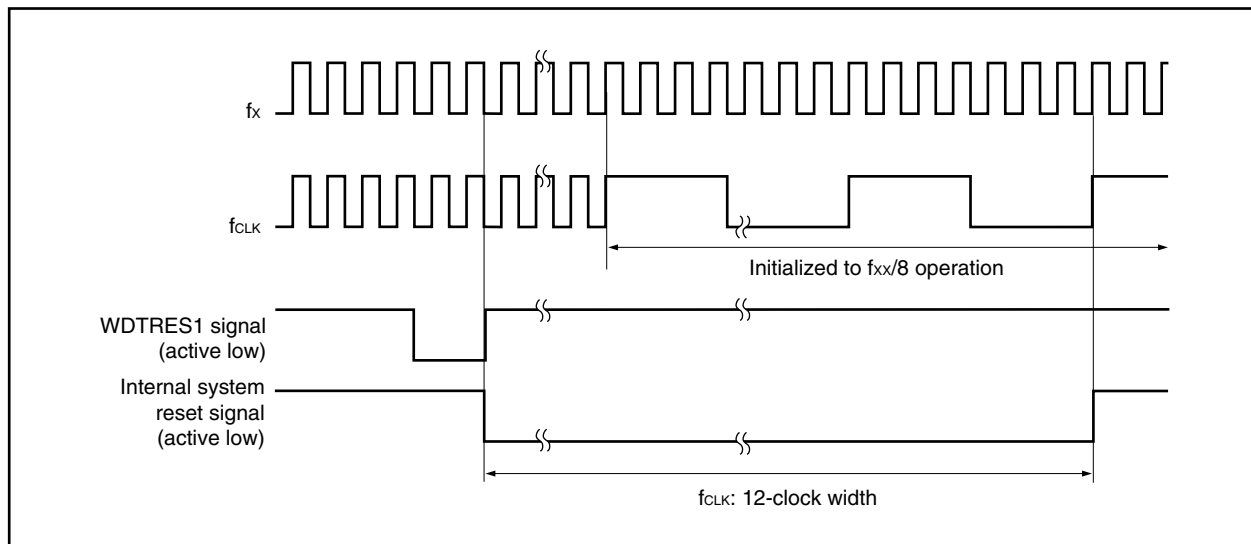 fX
fCLK
Initialized to fXX/8 operation
WDTRES1 signal
(active low)
Internal system
reset signal
(active low)
fCLK: 12-clock width